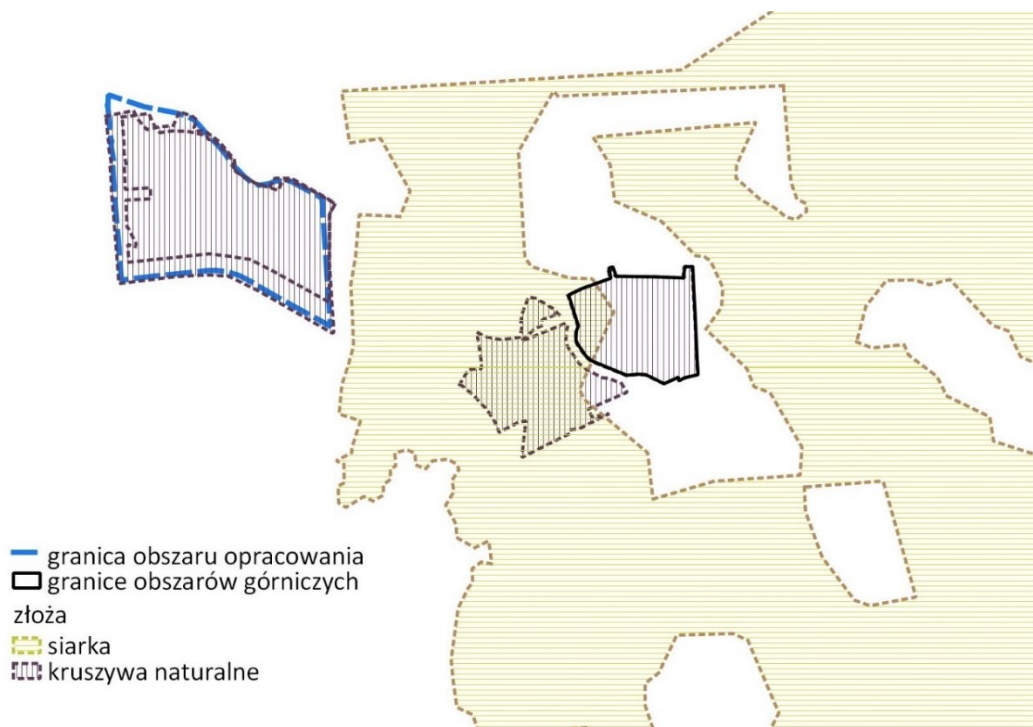 granica obszaru opracowania
granice obszarów górniczych
złoża
siarka
kruszywa naturalne